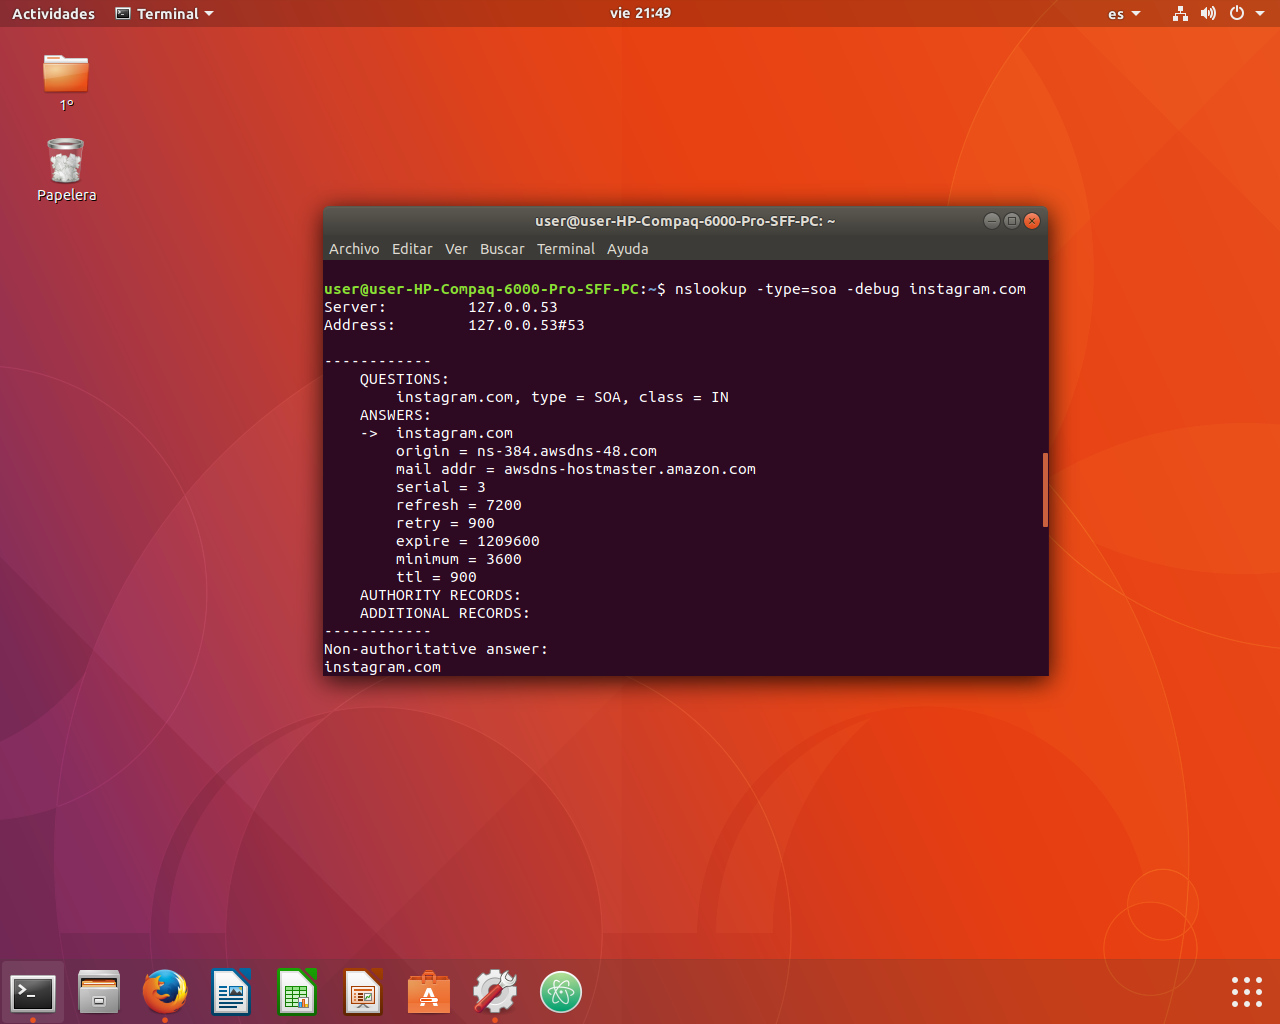 Actividades Terminal vie 21:49 es
1º
Papelera
user@user-HP-Compaq-6000-Pro-SFF-PC: ~
Archivo Editar Ver Buscar Terminal Ayuda
user@user-HP-Compaq-6000-Pro-SFF-PC:~$ nslookup -type=soa -debug instagram.com
Server: 127.0.0.53
Address: 127.0.0.53#53
------------
QUESTIONS:
instagram.com, type = SOA, class = IN
ANSWERS:
-> instagram.com
origin = ns-384.awsdns-48.com
mail addr = awsdns-hostmaster.amazon.com
serial = 3
refresh = 7200
retry = 900
expire = 1209600
minimum = 3600
ttl = 900
AUTHORITY RECORDS:
ADDITIONAL RECORDS:
------------
Non-authoritative answer:
instagram.com